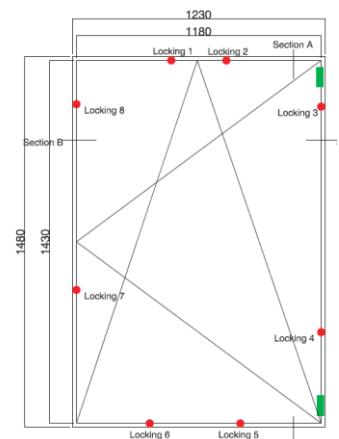 1230
1180
Locking 1
Locking 2
Section A
Locking 8
Locking 3
Section B
1480
1430
Locking 7
Locking 4
Locking 6
Locking 5